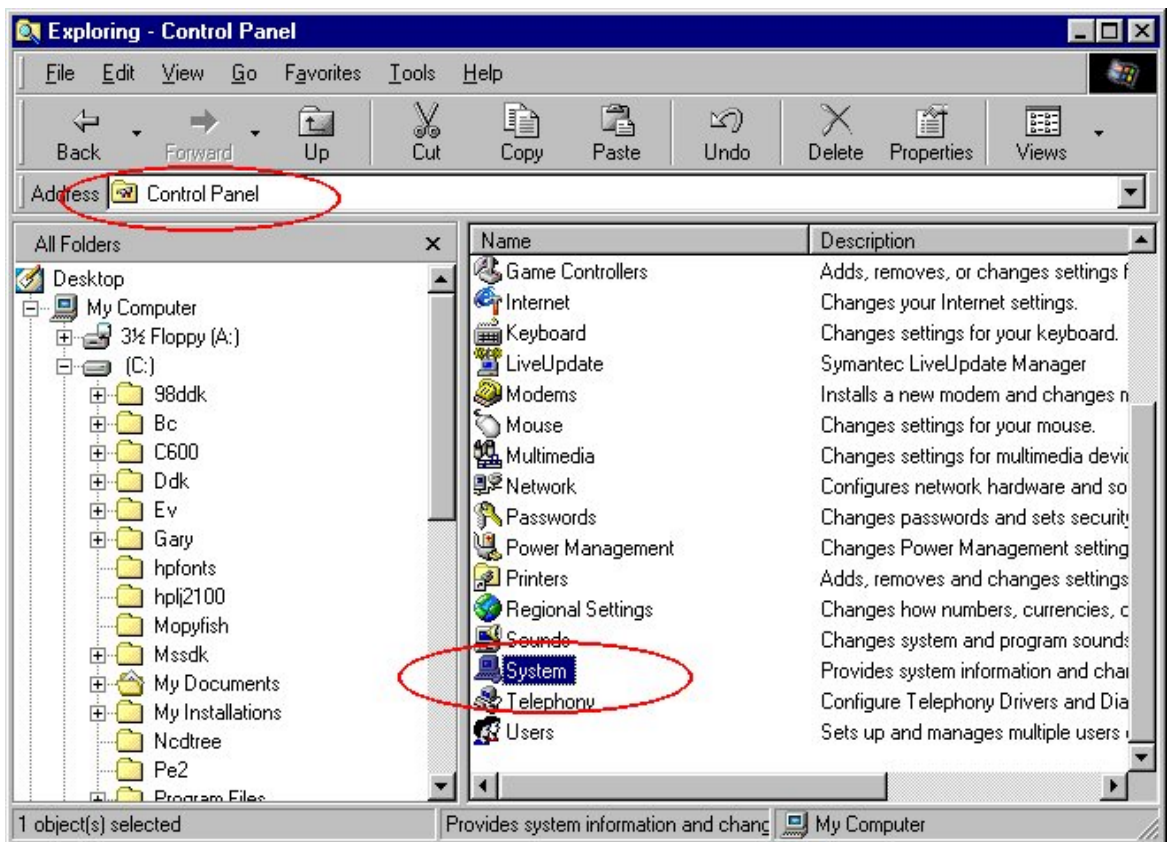 Exploring - Control Panel
File Edit View Go Favorites Tools Help
Back Forward Up Cut Copy Paste Undo Delete Properties Views
Address Control Panel
All Folders
Desktop
My Computer
3½ Floppy (A:)
(C:)
98ddk
Bc
C600
Ddk
Ev
Gary
hpfonts
hplj2100
Mopyfish
Mssdk
My Documents
My Installations
Ncdtree
Pe2
Program Files
Name Description
Game Controllers Adds, removes, or changes settings f
Internet Changes your Internet settings.
Keyboard Changes settings for your keyboard.
LiveUpdate Symantec LiveUpdate Manager
Modems Installs a new modem and changes n
Mouse Changes settings for your mouse.
Multimedia Changes settings for multimedia devic
Network Configures network hardware and so
Passwords Changes passwords and sets security
Power Management Changes Power Management setting
Printers Adds, removes and changes settings
Regional Settings Changes how numbers, currencies, c
Sounds Changes system and program sounds
System Provides system information and chan
Telephony Configure Telephony Drivers and Dia
Users Sets up and manages multiple users
1 object(s) selected Provides system information and chang My Computer